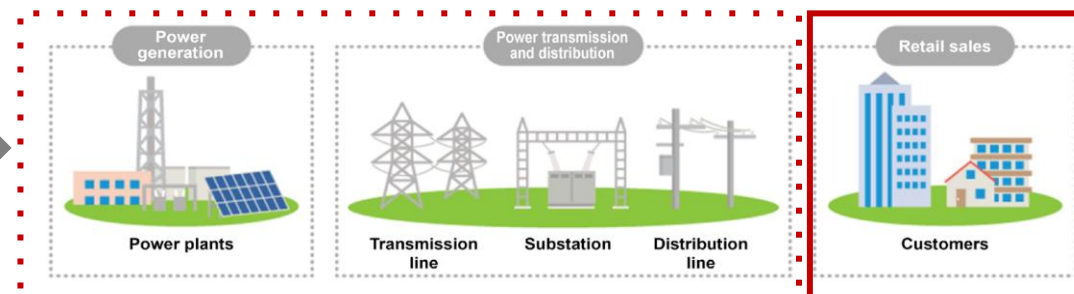 Power
generation
Power plants
Power transmission
and distribution
Transmission
line
Substation
Distribution
line
Retail sales
Customers